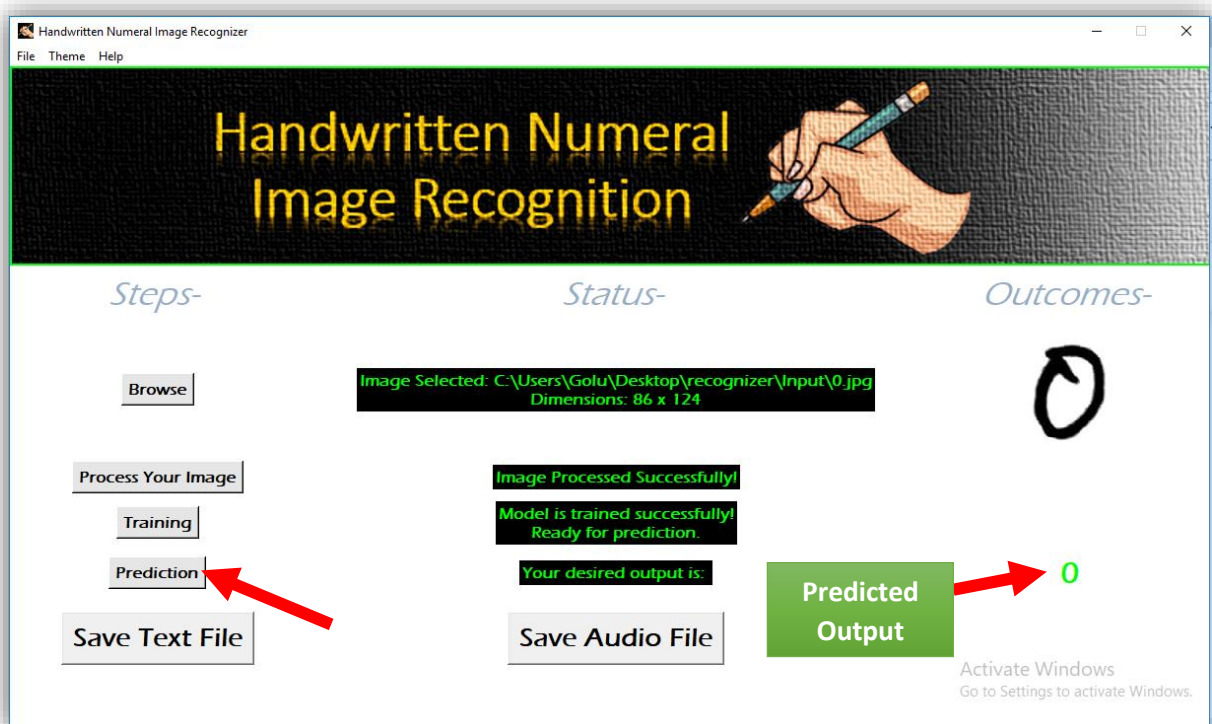 Handwritten Numeral Image Recognizer
File Theme Help
Handwritten Numeral
Image Recognition
Steps-
Status-
Outcomes-
Browse
Image Selected: C:\Users\Golu\Desktop\recognizer\Input\0.jpg
Dimensions: 86 x 124
0
Process Your Image
Image Processed Successfully!
Training
Model is trained successfully!
Ready for prediction.
Prediction
Your desired output is:
Predicted
Output
0
Save Text File
Save Audio File
Activate Windows
Go to Settings to activate Windows.